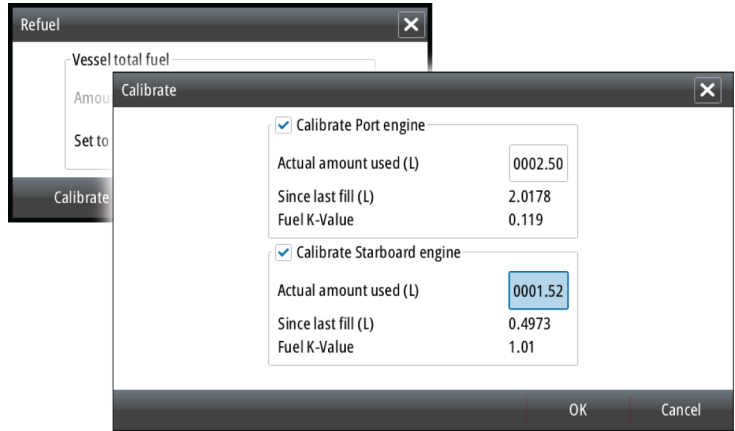 Refuel
Vessel total fuel
Set to
Calibrate
Calibrate
Calibrate Port engine
Actual amount used (L) 0002.50
Since last fill (L) 2.0178
Fuel K-Value 0.119
Calibrate Starboard engine
Actual amount used (L) 0001.52
Since last fill (L) 0.4973
Fuel K-Value 1.01
OK Cancel